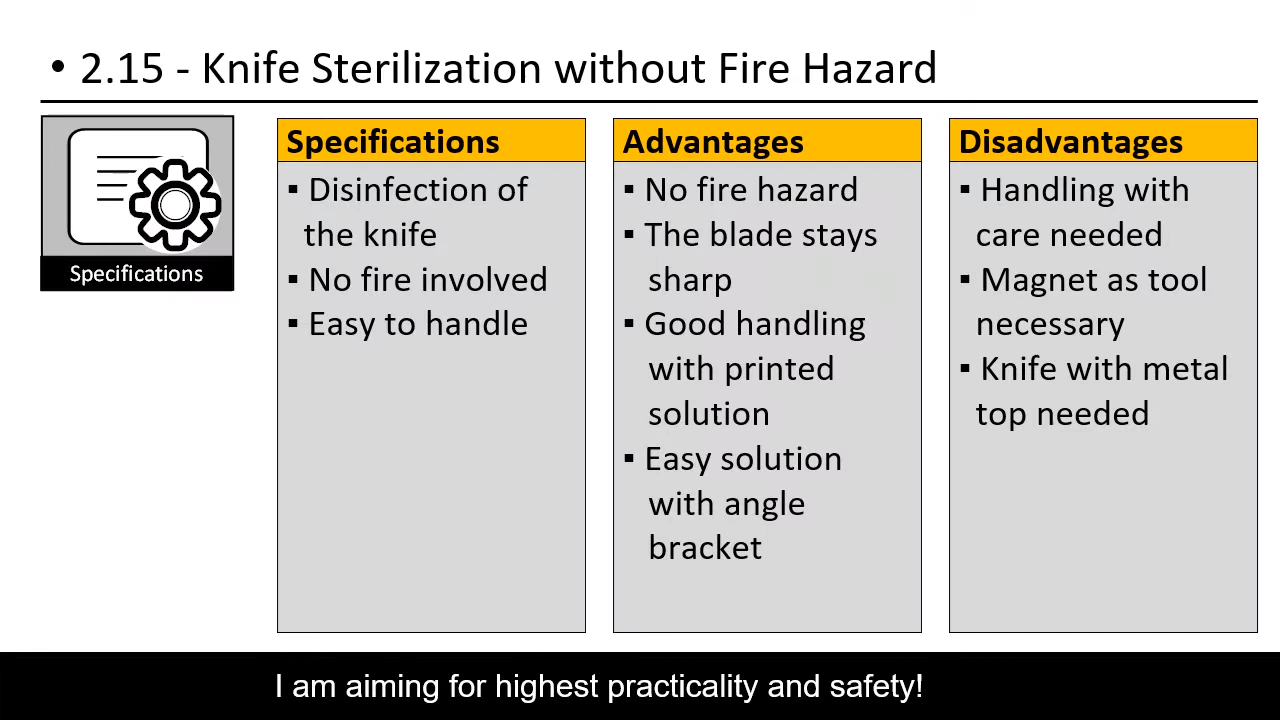 • 2.15 - Knife Sterilization without Fire Hazard
Specifications
Specifications
▪ Disinfection of
the knife
▪ No fire involved
▪ Easy to handle
Advantages
▪ No fire hazard
▪ The blade stays
sharp
▪ Good handling
with printed
solution
▪ Easy solution
with angle
bracket
Disadvantages
▪ Handling with
care needed
▪ Magnet as tool
necessary
▪ Knife with metal
top needed
I am aiming for highest practicality and safety!